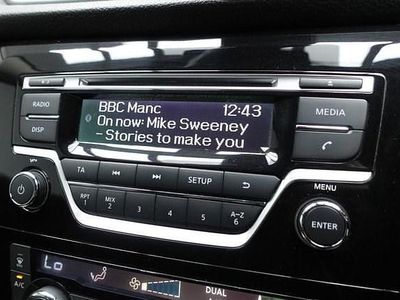 BBC Manc 12:43
On now: Mike Sweeney
- Stories to make you
RADIO
MEDIA
DISP
TA
SETUP
MENU
RPT 1
MIX 2
3
4
5
A-Z 6
ENTER
Lo
A/C
DUAL